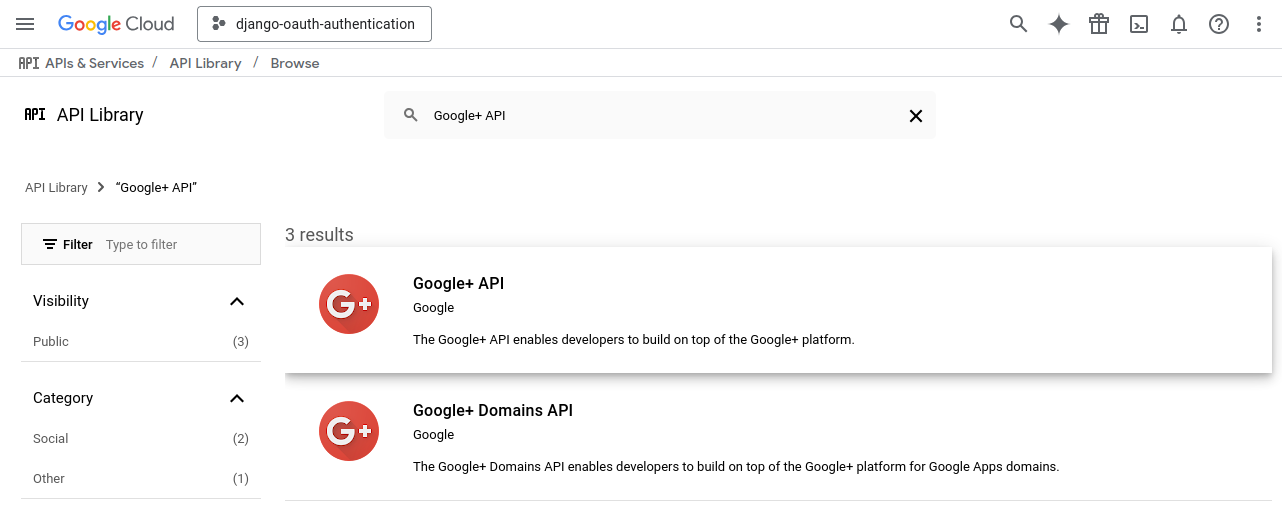 Google Cloud django-oauth-authentication
API APIs & Services / API Library / Browse
API API Library Google+ API
API Library “Google+ API”
Filter Type to filter
3 results
Google+ API
Google
The Google+ API enables developers to build on top of the Google+ platform.
Visibility
Public (3)
Category
Social (2)
Other (1)
Google+ Domains API
Google
The Google+ Domains API enables developers to build on top of the Google+ platform for Google Apps domains.